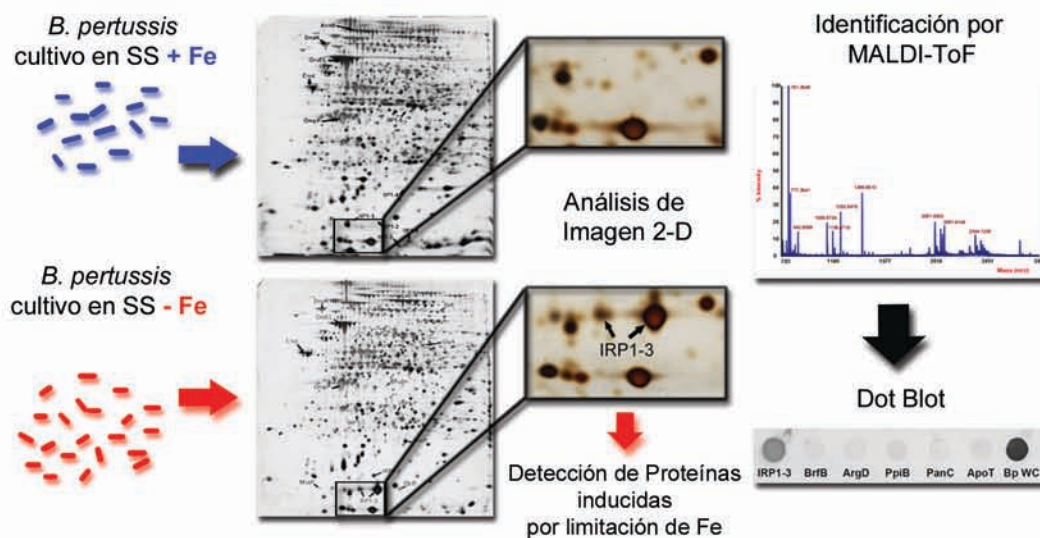 B. pertussis
cultivo en SS + Fe
B. pertussis
cultivo en SS - Fe
Análisis de
Imagen 2-D
IRP1-3
Detección de Proteínas
inducidas
por limitación de Fe
Identificación por
MALDI-ToF
% Intensity
Mass (m/z)
Dot Blot
IRP1-3 BrfB ArgD PpiB PanC ApoT Bp WC